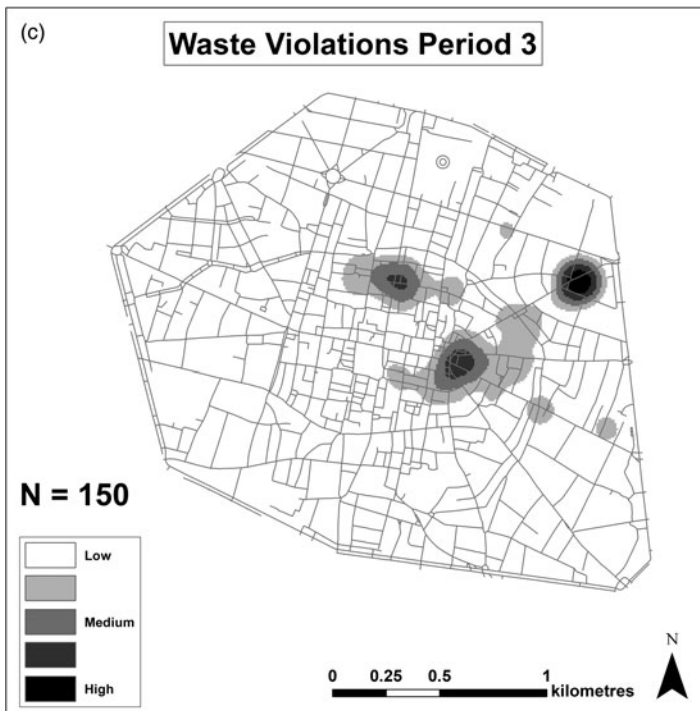 (c)
Waste Violations Period 3
N = 150
Low
Medium
High
N
0 0.25 0.5 1
kilometres